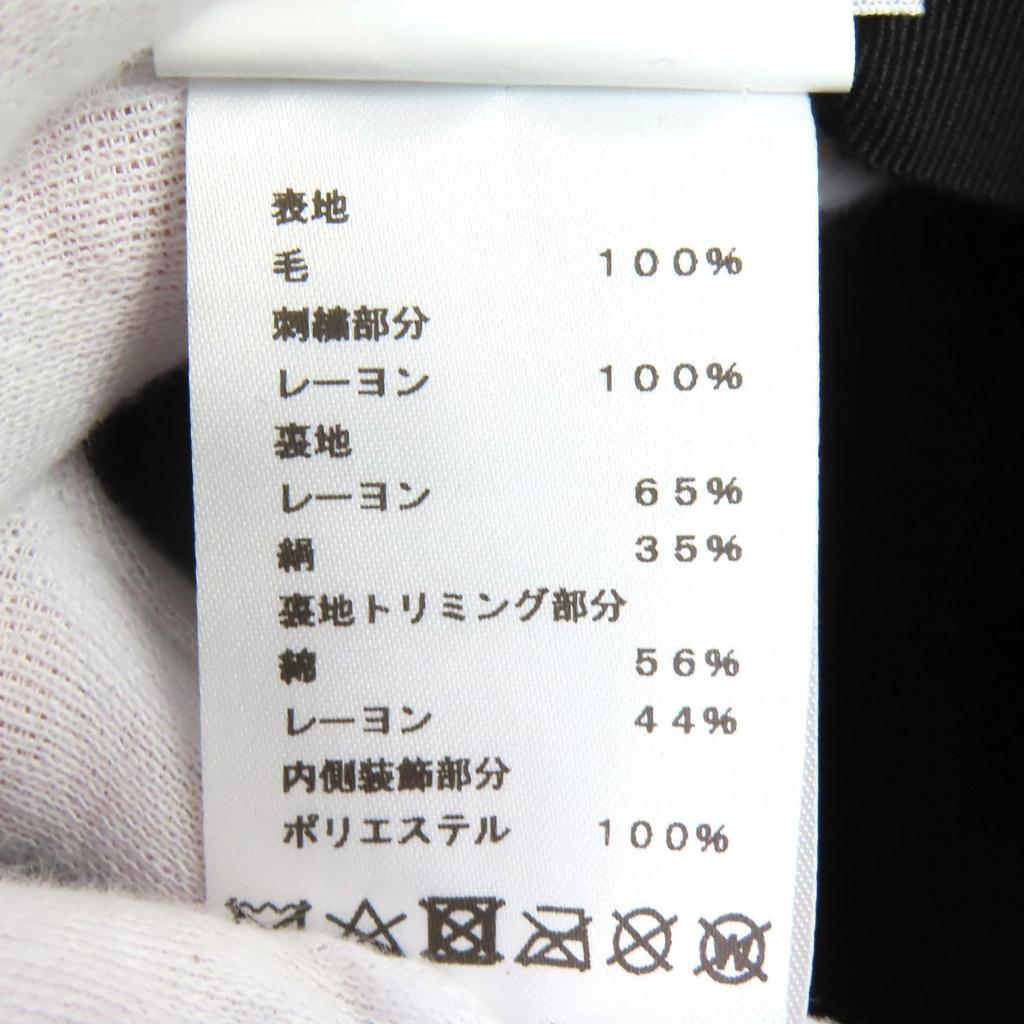 表地
毛 100%
刺繍部分
レーヨン 100%
裏地
レーヨン 65%
絹 35%
裏地トリミング部分
綿 56%
レーヨン 44%
内側装飾部分
ポリエステル 100%
W